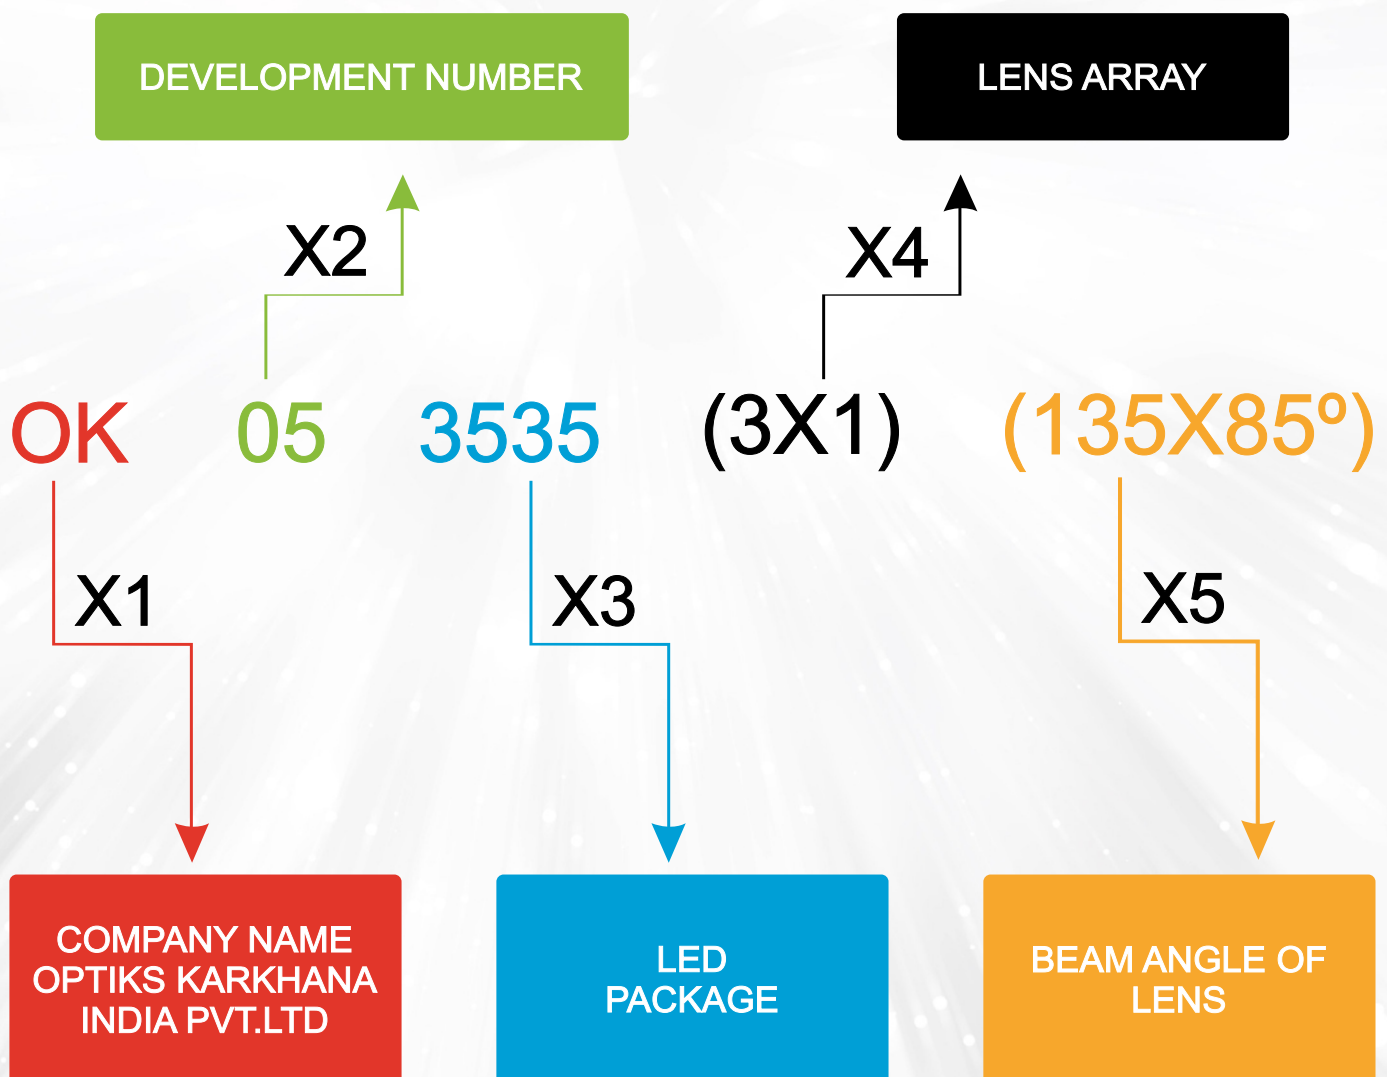 DEVELOPMENT NUMBER
LENS ARRAY
X2
X4
OK 05 3535 (3X1) (135X85º)
X1
X3
X5
COMPANY NAME
OPTIKS KARKHANA
INDIA PVT.LTD
LED
PACKAGE
BEAM ANGLE OF
LENS